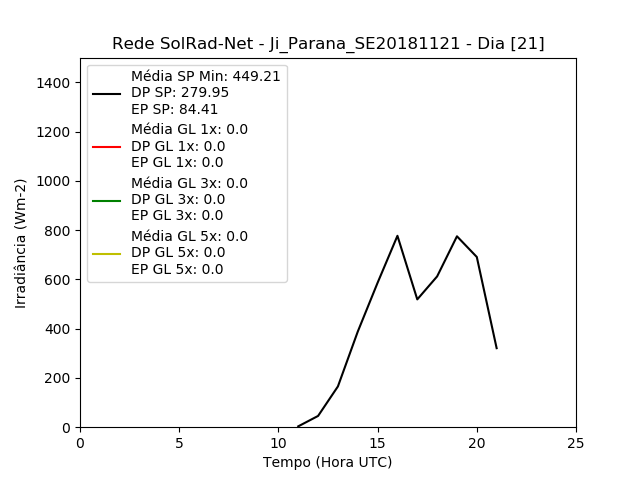 Rede SolRad-Net - Ji_Parana_SE20181121 - Dia [21]
Média SP Min: 449.21
DP SP: 279.95
EP SP: 84.41
Média GL 1x: 0.0
DP GL 1x: 0.0
EP GL 1x: 0.0
Média GL 3x: 0.0
DP GL 3x: 0.0
EP GL 3x: 0.0
Média GL 5x: 0.0
DP GL 5x: 0.0
EP GL 5x: 0.0
Irradiância (Wm-2)
1400
1200
1000
800
600
400
200
0
0 5 10 15 20 25
Tempo (Hora UTC)